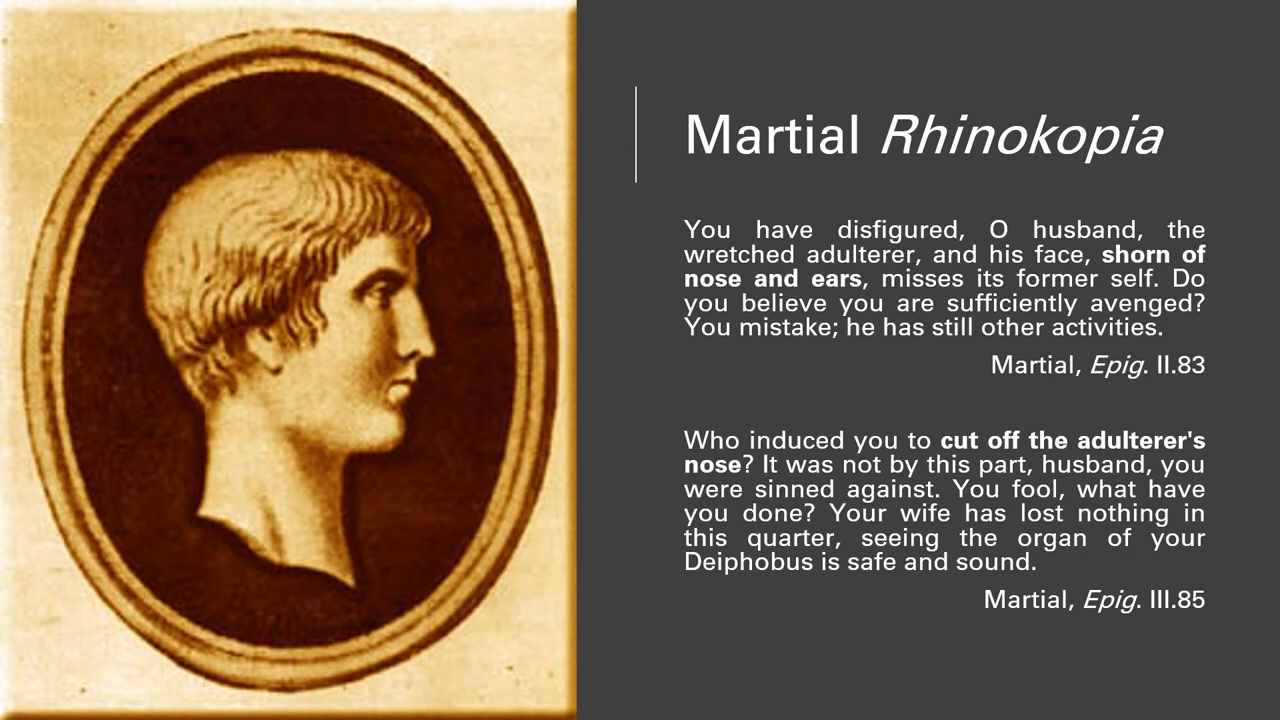 Martial Rhinokopia
You have disfigured, O husband, the
wretched adulterer, and his face, shorn of
nose and ears, misses its former self. Do
you believe you are sufficiently avenged?
You mistake; he has still other activities.
Martial, Epig. II.83
Who induced you to cut off the adulterer's
nose? It was not by this part, husband, you
were sinned against. You fool, what have
you done? Your wife has lost nothing in
this quarter, seeing the organ of your
Deiphobus is safe and sound.
Martial, Epig. III.85